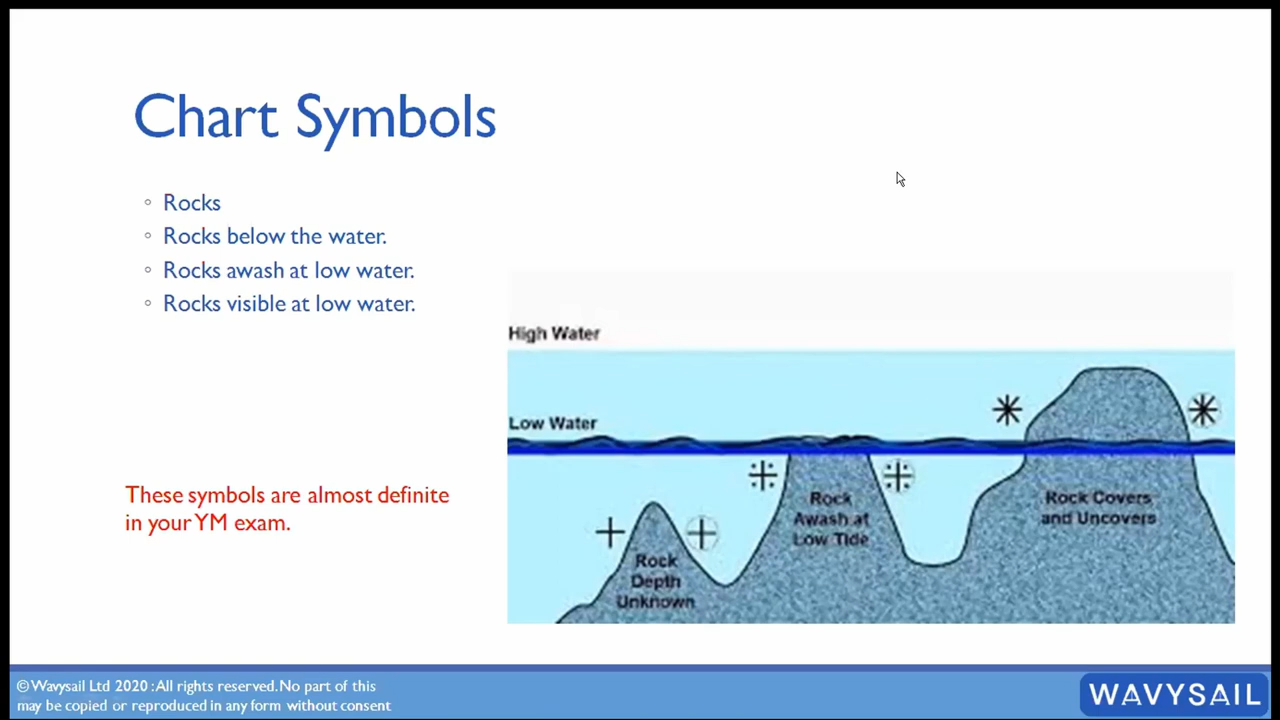 Chart Symbols
Rocks
Rocks below the water.
Rocks awash at low water.
Rocks visible at low water.
High Water
Low Water
Rock
Awash at
Low Tide
Rock Covers
and Uncovers
Rock
Depth
Unknown
These symbols are almost definite
in your YM exam.
© Wavysail Ltd 2020 : All rights reserved. No part of this
may be copied or reproduced in any form without consent
WAVYSAIL